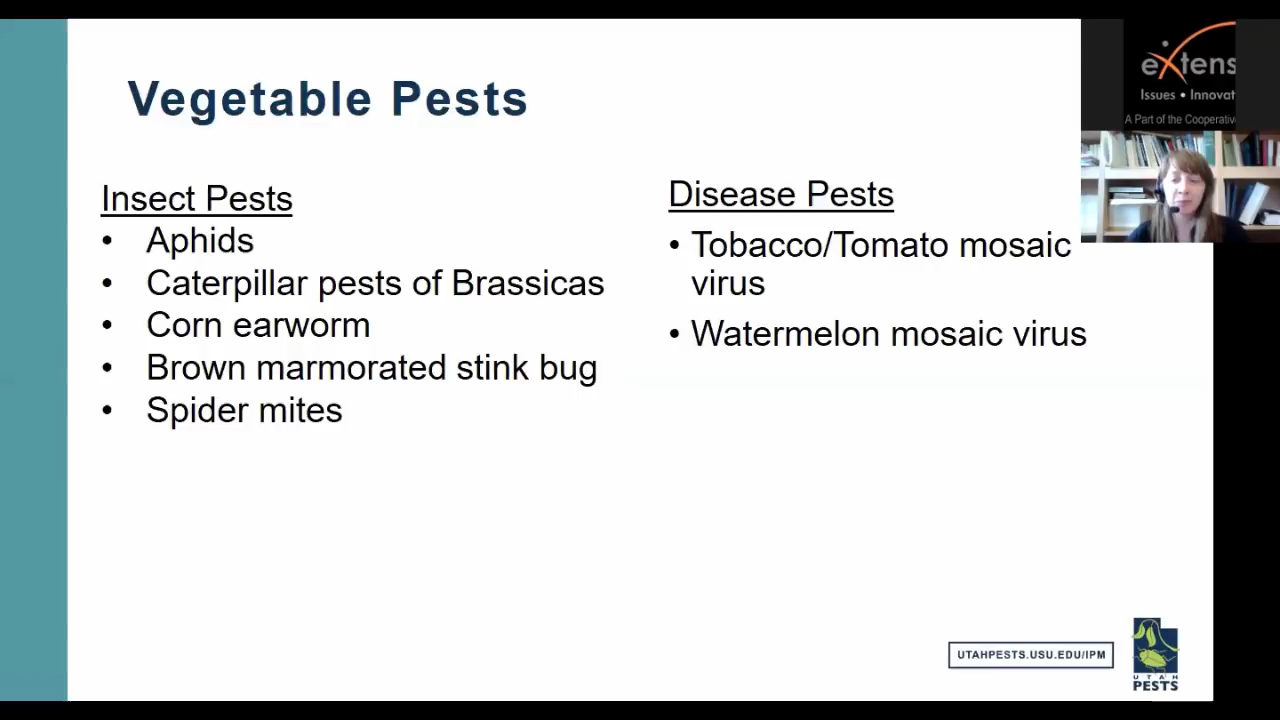 Vegetable Pests
Insect Pests
• Aphids
• Caterpillar pests of Brassicas
• Corn earworm
• Brown marmorated stink bug
• Spider mites
Disease Pests
• Tobacco/Tomato mosaic
virus
• Watermelon mosaic virus
eXtens
Issues • Innovat
A Part of the Cooperativ
UTAHPESTS.USU.EDU/IPM
UTAH
PESTS